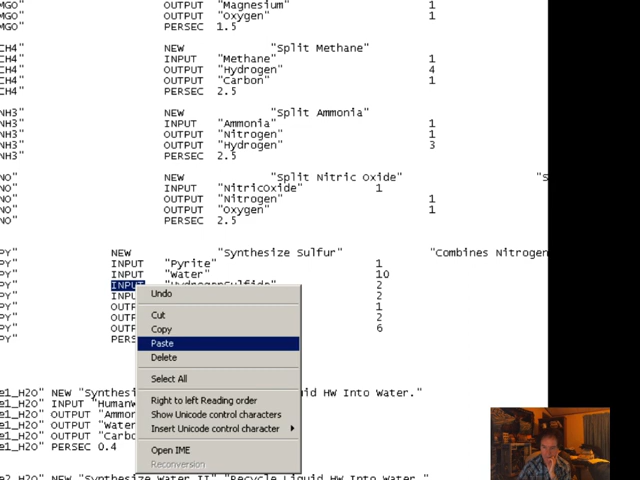 MGO" OUTPUT "Magnesium" 1
MGO" OUTPUT "Oxygen" 1
MGO" PERSEC 1.5
CH4" NEW "Split Methane"
CH4" INPUT "Methane" 1
CH4" OUTPUT "Hydrogen" 4
CH4" OUTPUT "Carbon" 1
CH4" PERSEC 2.5
NH3" NEW "Split Ammonia"
NH3" INPUT "Ammonia" 1
NH3" OUTPUT "Nitrogen" 1
NH3" OUTPUT "Hydrogen" 3
NH3" PERSEC 2.5
NO" NEW "Split Nitric Oxide" "S
NO" INPUT "NitricOxide" 1
NO" OUTPUT "Nitrogen" 1
NO" OUTPUT "Oxygen" 1
NO" PERSEC 2.5
PY" NEW "Synthesize Sulfur" "Combines Nitrogen
PY" INPUT "Pyrite" 1
PY" INPUT "Water" 10
PY" INPUT "HydrogenSulfide" 2
PY" INPU 2
PY" OUTF 1
PY" OUTF 2
PY" OUTF 6
PY" PERS
Undo
Cut
Copy
Paste
Delete
Select All
Right to left Reading order
Show Unicode control characters
Insert Unicode control character
Open IME
Reconversion
e1_H2O" NEW "Synthesi uid HW Into Water."
e1_H2O" INPUT "HumanW
e1_H2O" OUTPUT "Ammon
e1_H2O" OUTPUT "Water
e1_H2O" OUTPUT "Carbo
e1_H2O" PERSEC 0.4
e2_H2O" NEW "Synthesize Water II" "Recycle Liquid HW Into Water."